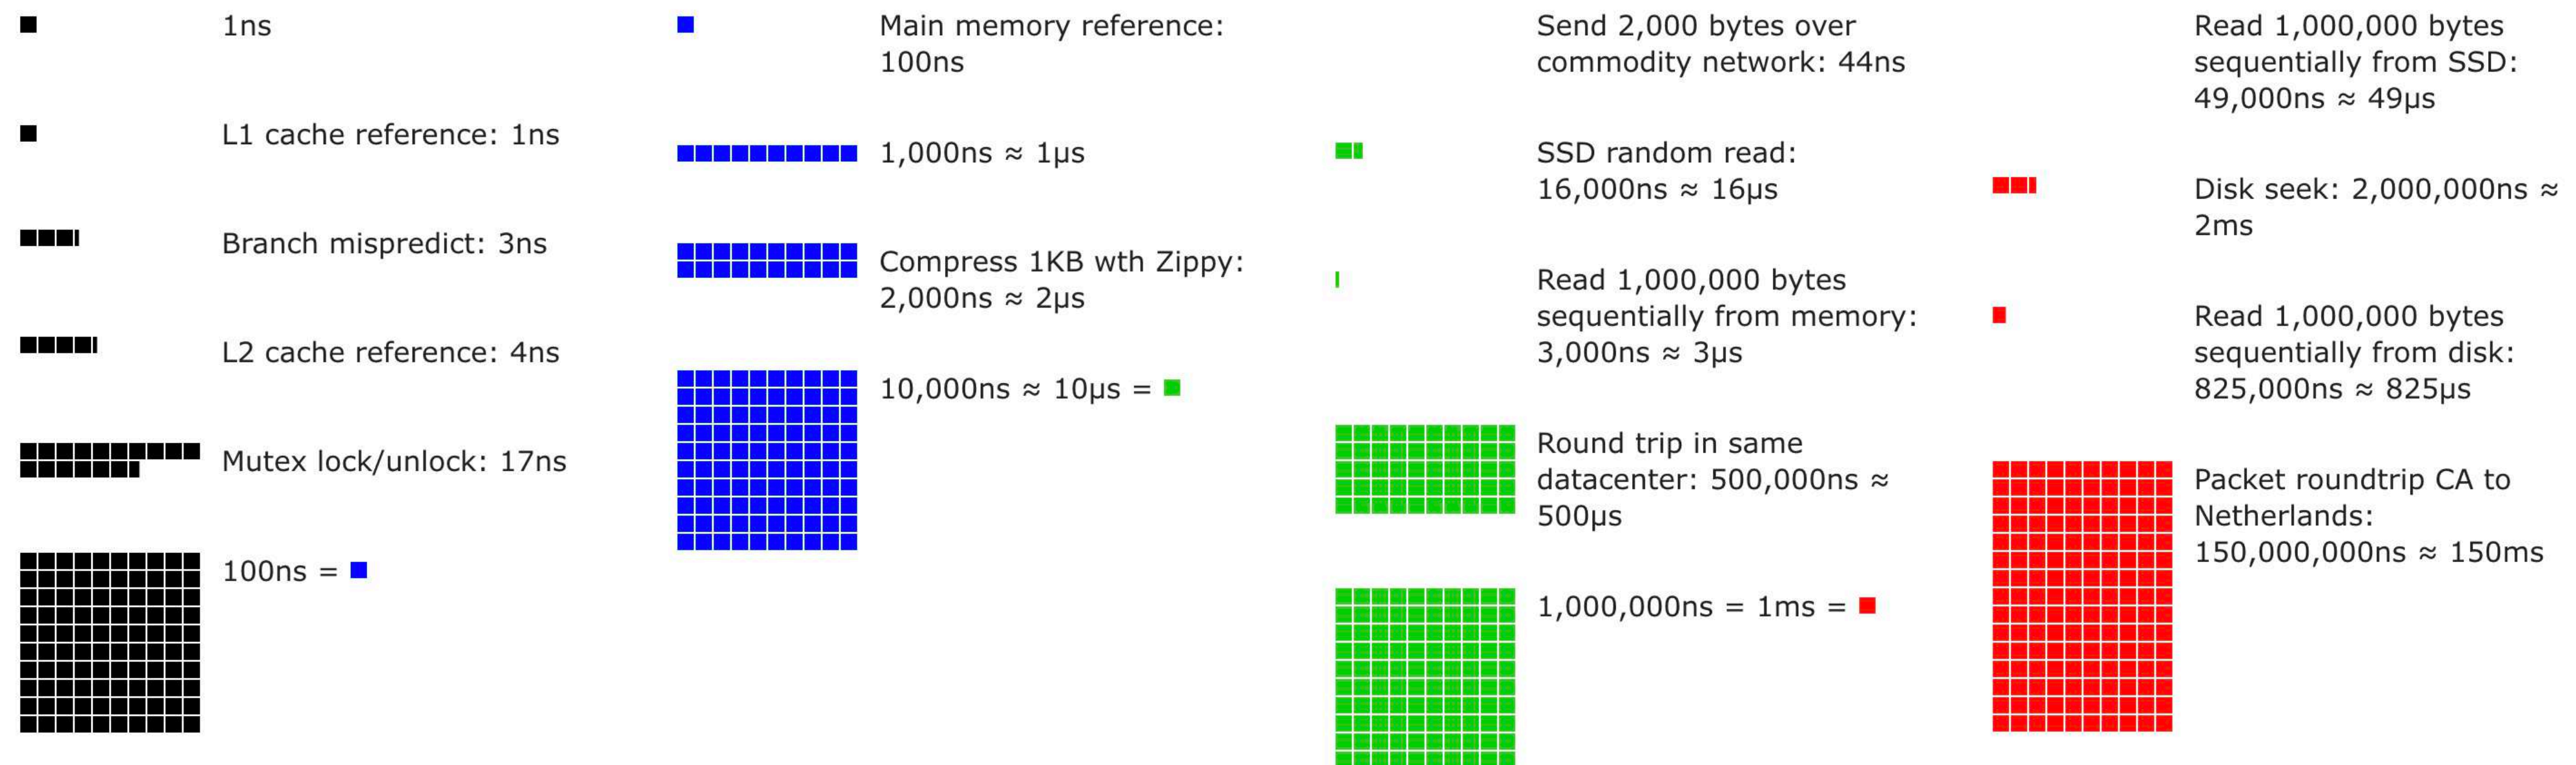 1ns
L1 cache reference: 1ns
Branch mispredict: 3ns
L2 cache reference: 4ns
Mutex lock/unlock: 17ns
100ns =
Main memory reference:
100ns
1,000ns ≈ 1μs
Compress 1KB wth Zippy:
2,000ns ≈ 2μs
10,000ns ≈ 10μs =
Send 2,000 bytes over
commodity network: 44ns
SSD random read:
16,000ns ≈ 16μs
Read 1,000,000 bytes
sequentially from memory:
3,000ns ≈ 3μs
Round trip in same
datacenter: 500,000ns ≈
500μs
1,000,000ns = 1ms =
Read 1,000,000 bytes
sequentially from SSD:
49,000ns ≈ 49μs
Disk seek: 2,000,000ns ≈
2ms
Read 1,000,000 bytes
sequentially from disk:
825,000ns ≈ 825μs
Packet roundtrip CA to
Netherlands:
150,000,000ns ≈ 150ms